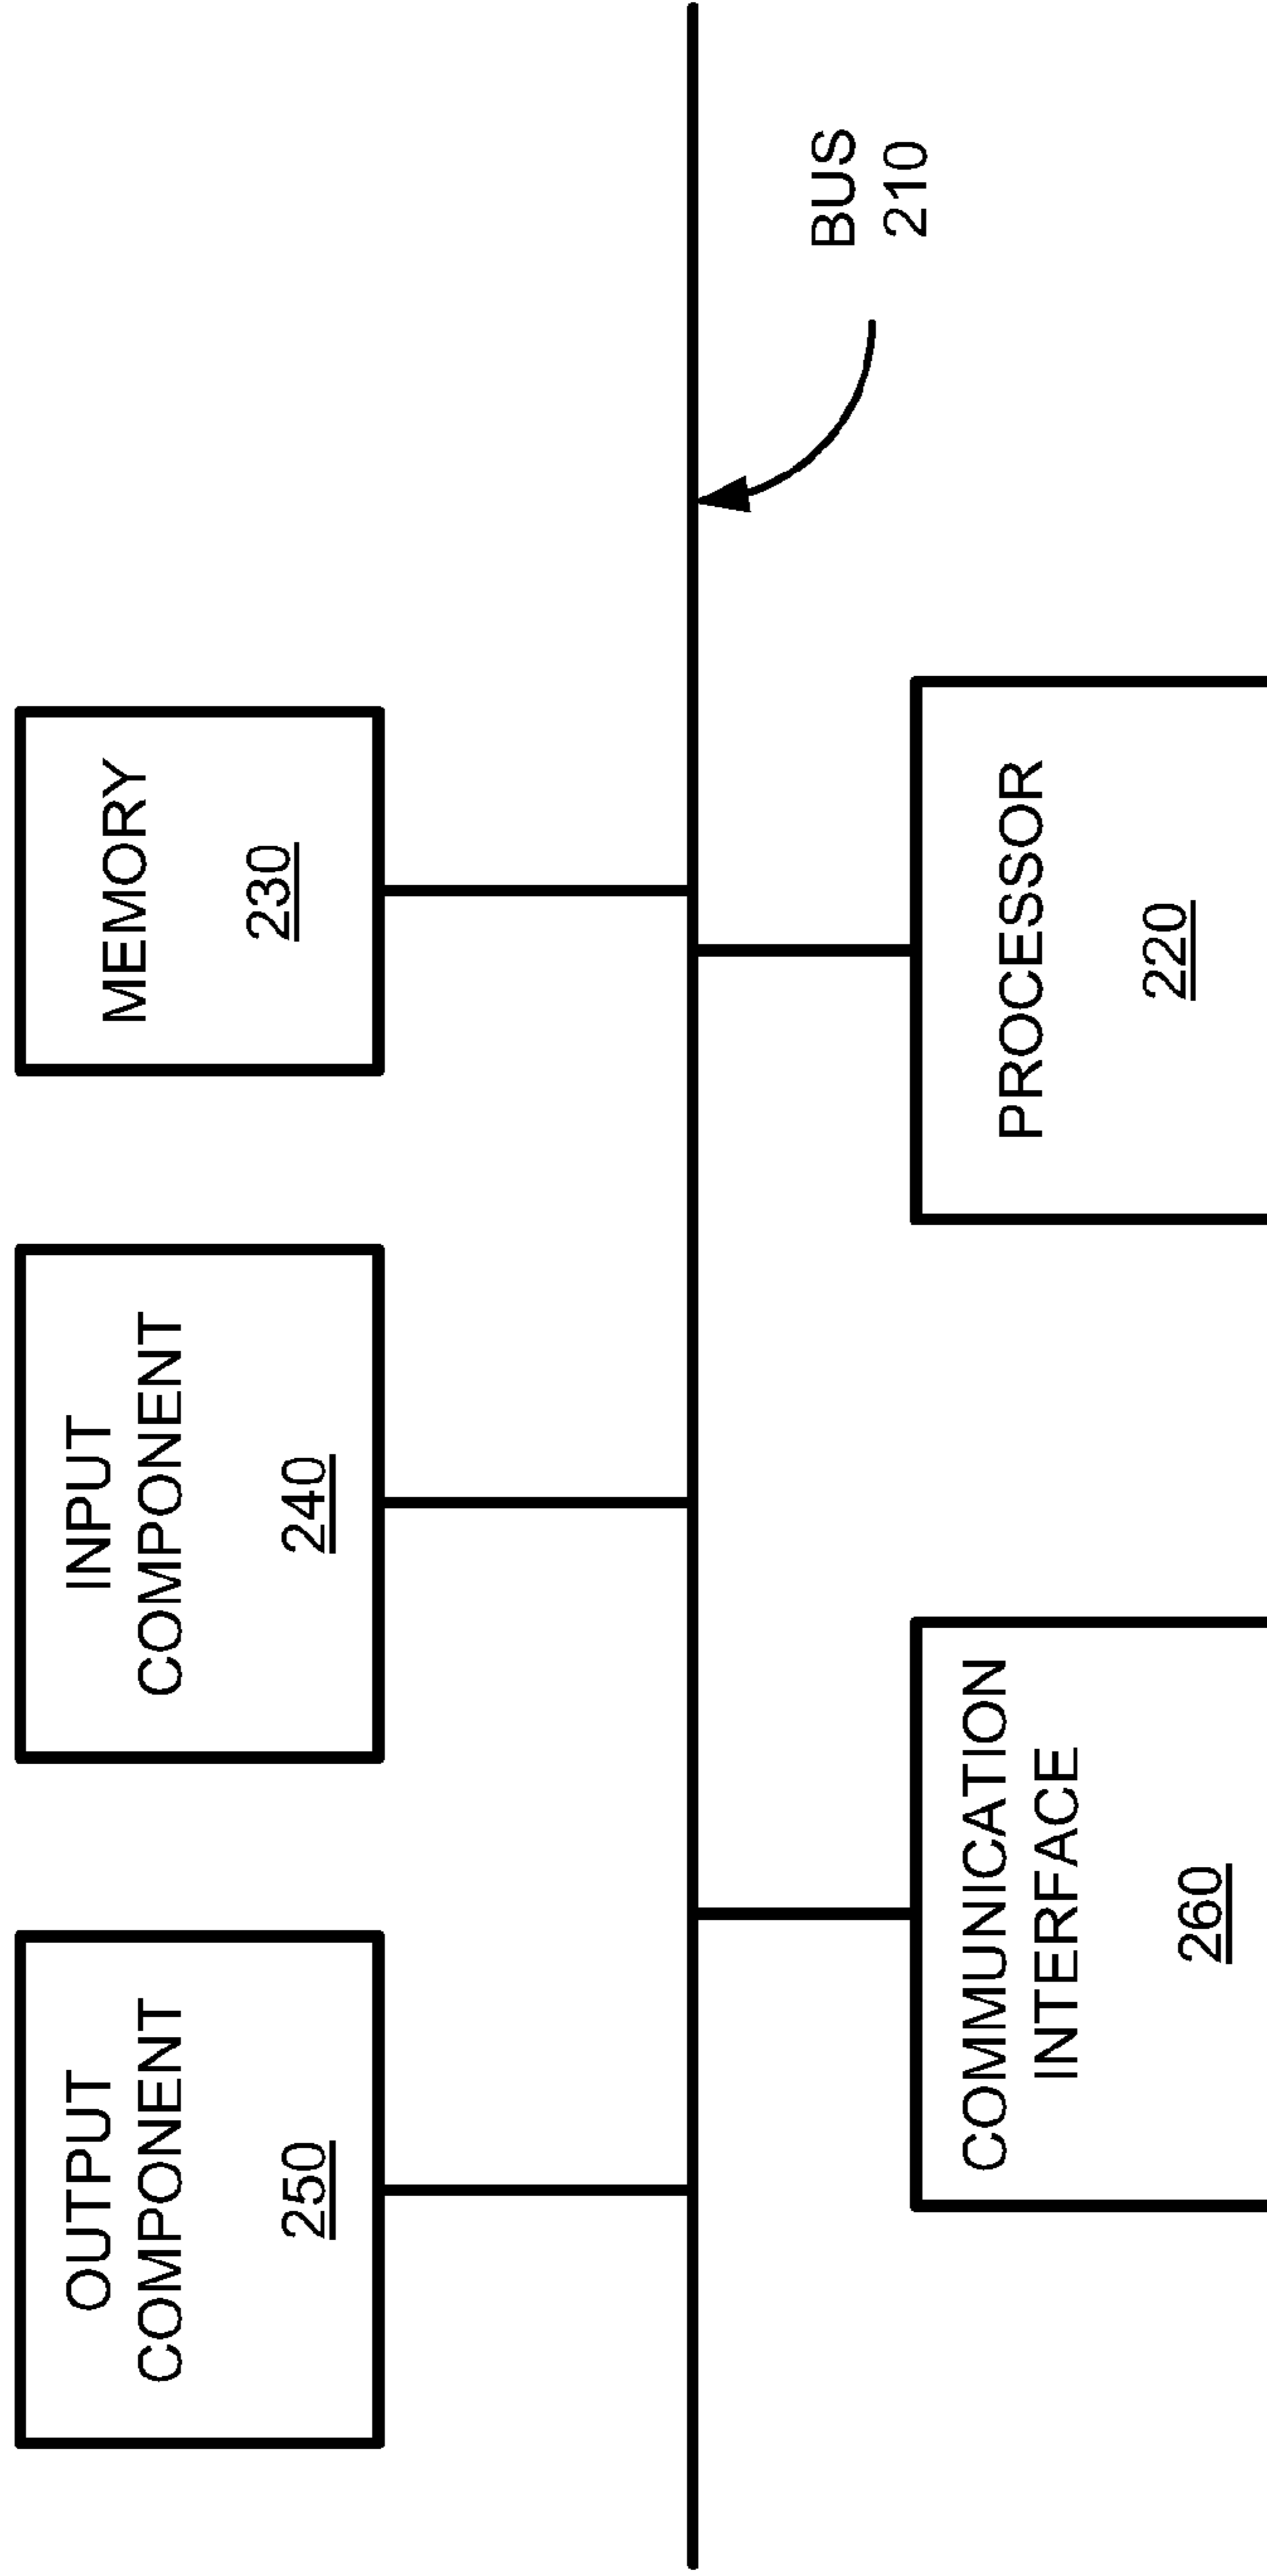 OUTPUT
COMPONENT
250
INPUT
COMPONENT
240
MEMORY
230
COMMUNICATION
INTERFACE
260
PROCESSOR
220
BUS
210